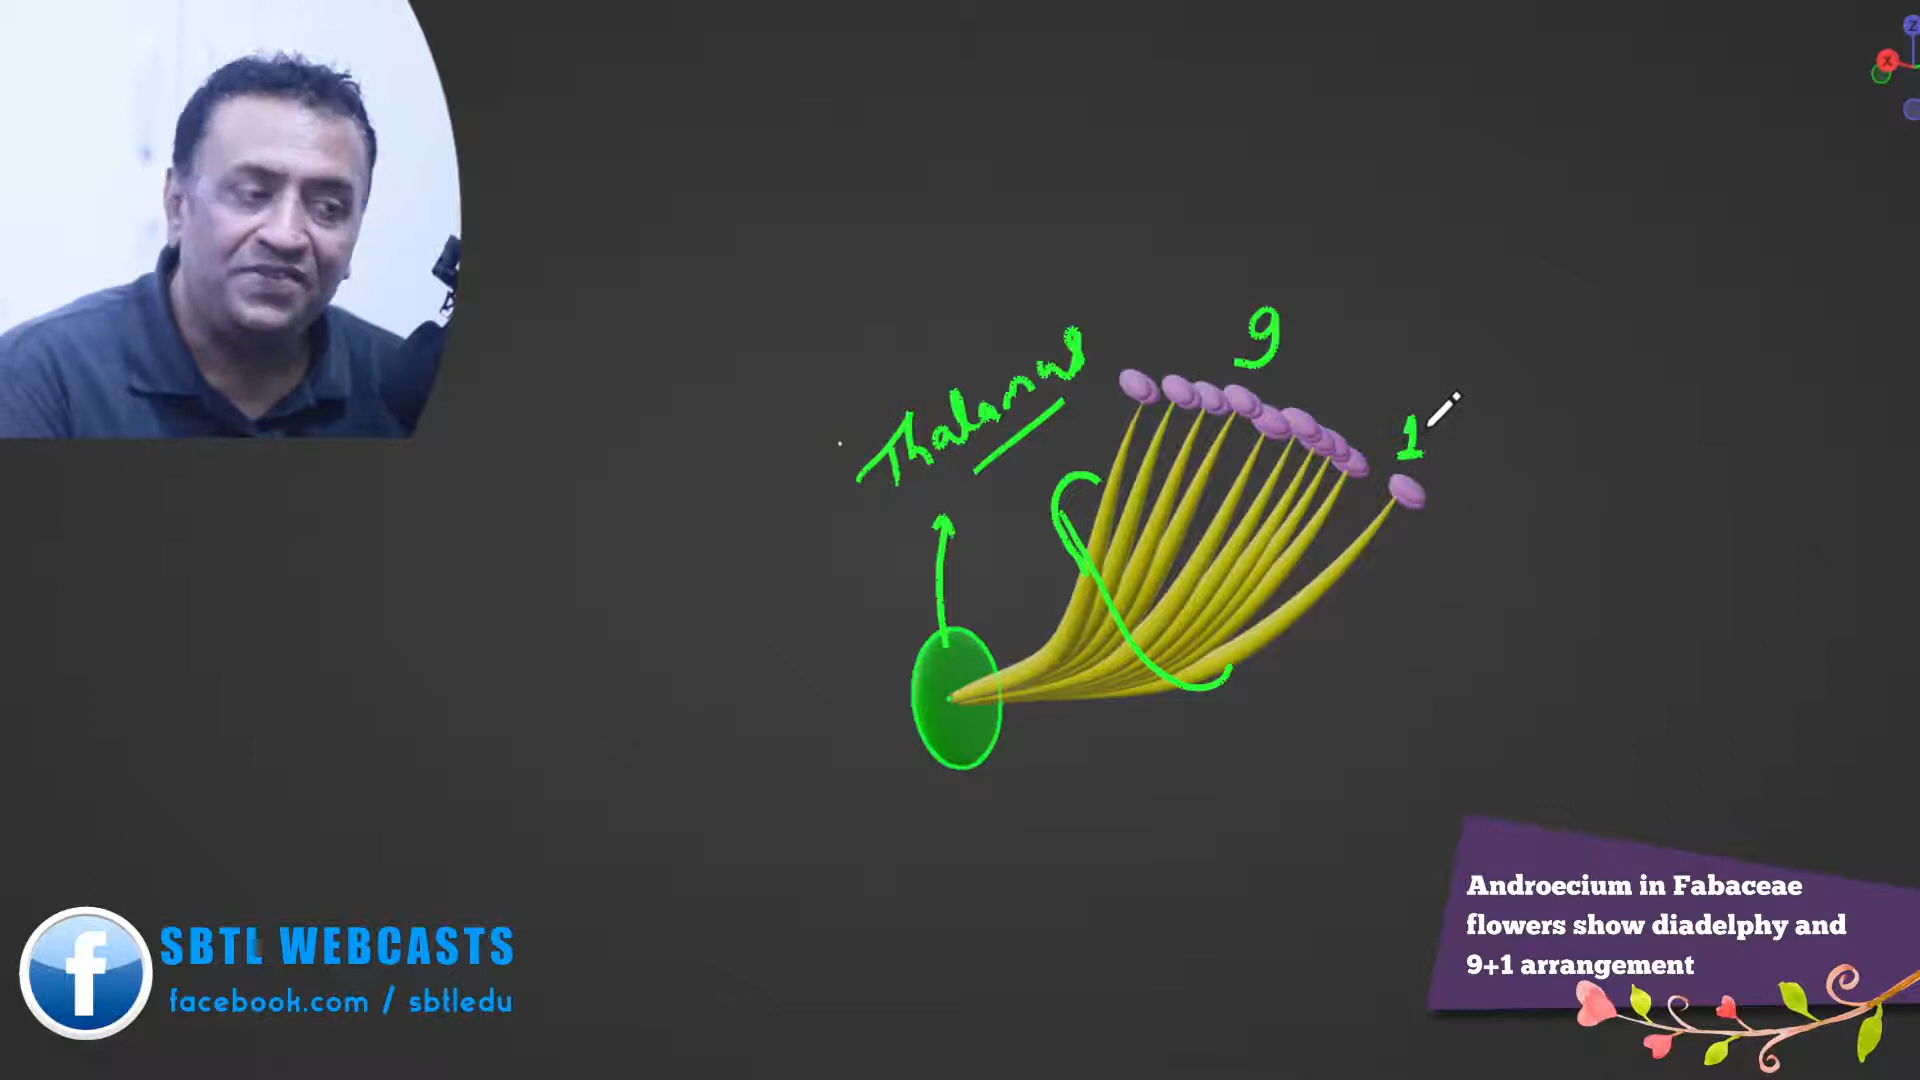 Z
X
9
Thalamus
1
Androecium in Fabaceae
flowers show diadelphy and
9+1 arrangement
f
SBTL WEBCASTS
facebook.com / sbtledu